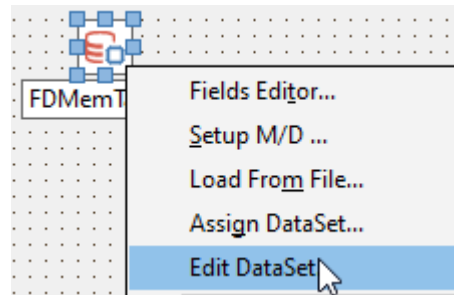 FDMemT
Fields Editor...
Setup M/D ...
Load From File...
Assign DataSet...
Edit DataSet